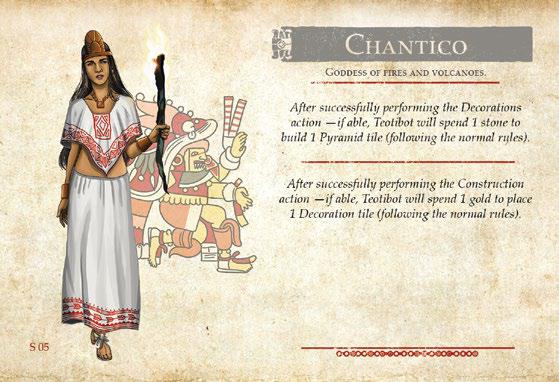 CHANTICO
GODDESS OF FIRES AND VOLCANOES.
After successfully performing the Decorations
action —if able, Teotibot will spend 1 stone to
build 1 Pyramid tile (following the normal rules).
After successfully performing the Construction
action —if able, Teotibot will spend 1 gold to place
1 Decoration tile (following the normal rules).
S 05